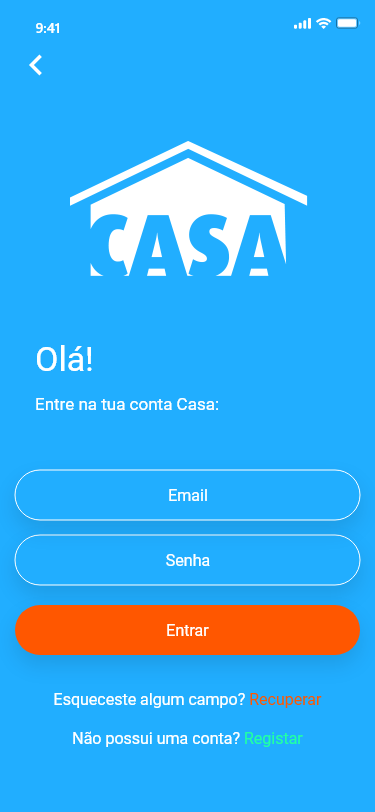 9:41
CASA
Olá!
Entre na tua conta Casa:
Email
Senha
Entrar
Esqueceste algum campo? Recuperar
Não possui uma conta? Registar